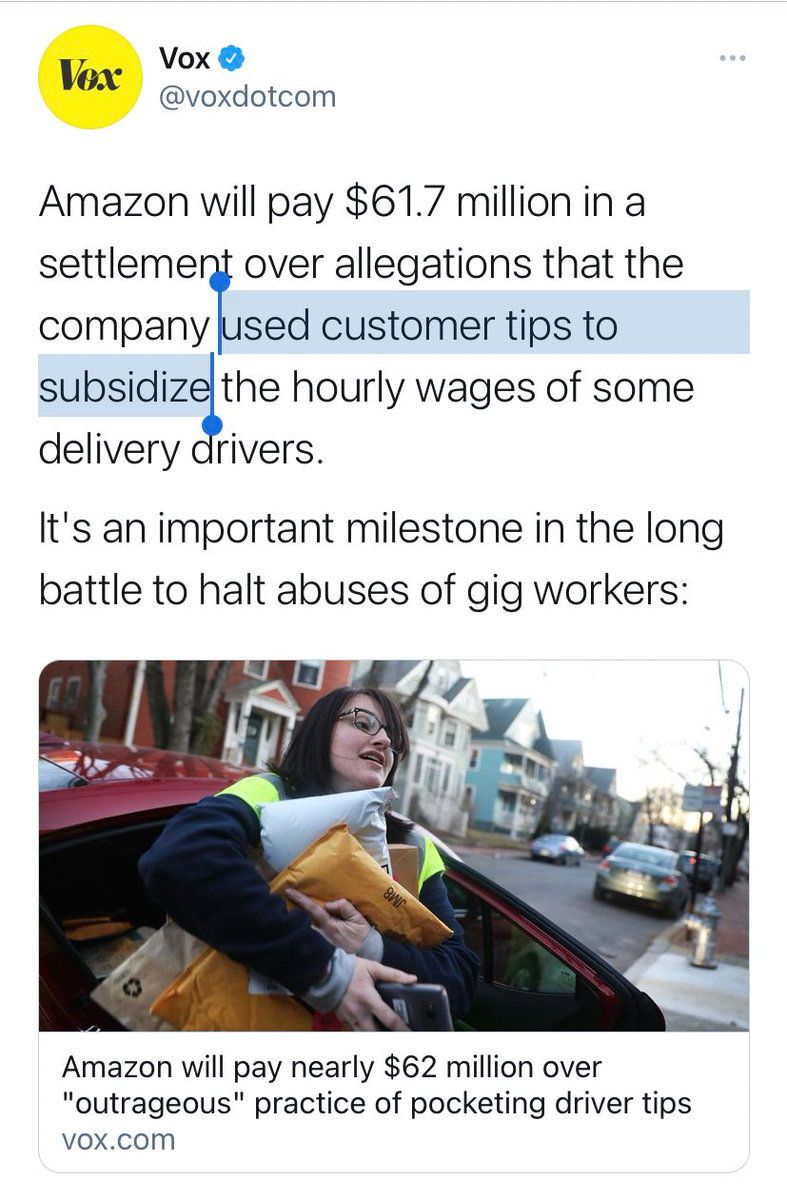 Vox
Vox
@voxdotcom
Amazon will pay $61.7 million in a
settlement over allegations that the
company used customer tips to
subsidize the hourly wages of some
delivery drivers.
It's an important milestone in the long
battle to halt abuses of gig workers:
8WC
Amazon will pay nearly $62 million over
"outrageous" practice of pocketing driver tips
vox.com